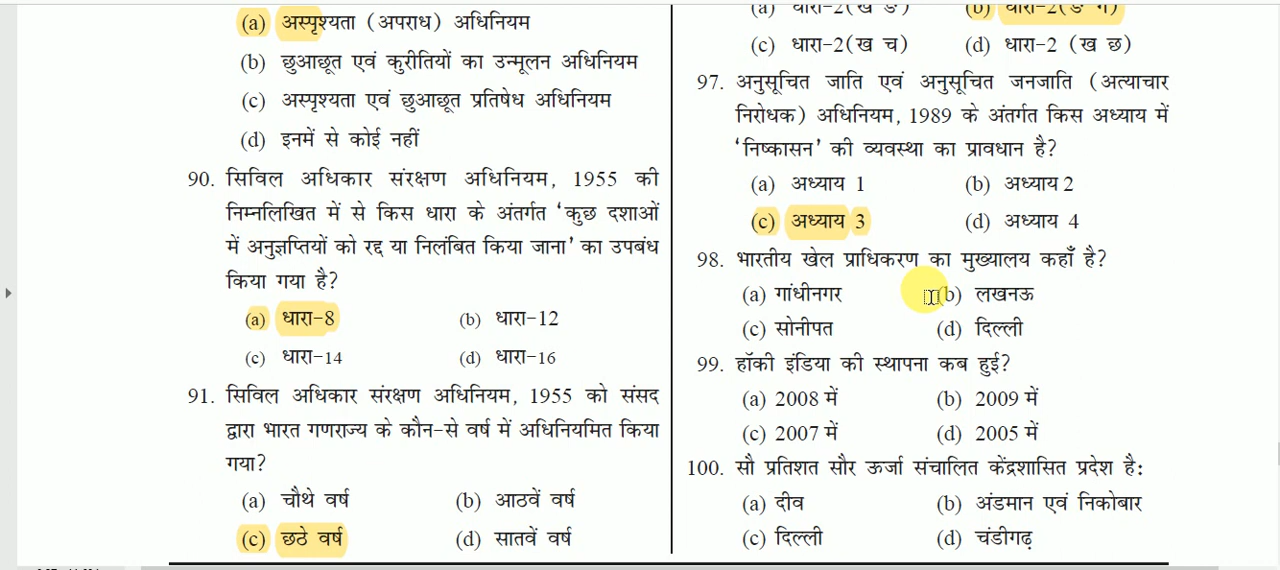 (a) अस्पृश्यता (अपराध) अधिनियम
(b) छुआछूत एवं कुरीतियों का उन्मूलन अधिनियम
(c) अस्पृश्यता एवं छुआछूत प्रतिषेध अधिनियम
(d) इनमें से कोई नहीं
90. सिविल अधिकार संरक्षण अधिनियम, 1955 की
निम्नलिखित में से किस धारा के अंतर्गत ‘कुछ दशाओं
में अनुज्ञप्तियों को रद्द या निलंबित किया जाना’ का उपबंध
किया गया है?
(a) धारा-8 (b) धारा-12
(c) धारा-14 (d) धारा-16
91. सिविल अधिकार संरक्षण अधिनियम, 1955 को संसद
द्वारा भारत गणराज्य के कौन-से वर्ष में अधिनियमित किया
गया?
(a) चौथे वर्ष (b) आठवें वर्ष
(c) छठे वर्ष (d) सातवें वर्ष
(a) धारा-2(ख ङ) (b) धारा-2(ङ ग)
(c) धारा-2(ख च) (d) धारा-2 (ख छ)
97. अनुसूचित जाति एवं अनुसूचित जनजाति (अत्याचार
निरोधक) अधिनियम, 1989 के अंतर्गत किस अध्याय में
‘निष्कासन’ की व्यवस्था का प्रावधान है?
(a) अध्याय 1 (b) अध्याय 2
(c) अध्याय 3 (d) अध्याय 4
98. भारतीय खेल प्राधिकरण का मुख्यालय कहाँ है?
(a) गांधीनगर (b) लखनऊ
(c) सोनीपत (d) दिल्ली
99. हॉकी इंडिया की स्थापना कब हुई?
(a) 2008 में (b) 2009 में
(c) 2007 में (d) 2005 में
100. सौ प्रतिशत सौर ऊर्जा संचालित केंद्रशासित प्रदेश है:
(a) दीव (b) अंडमान एवं निकोबार
(c) दिल्ली (d) चंडीगढ़